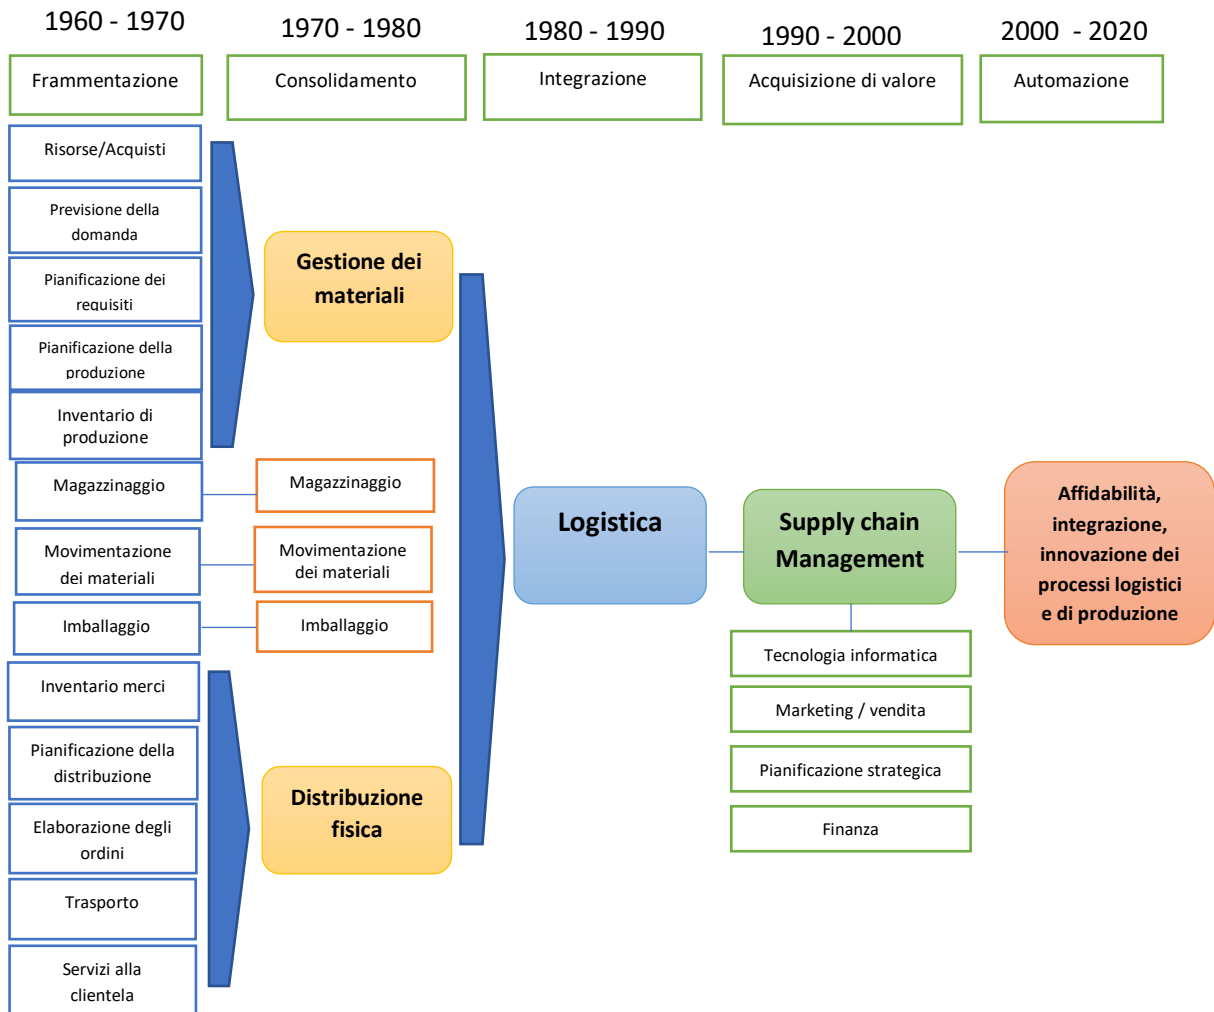 1960 - 1970
1970 - 1980
1980 - 1990
1990 - 2000
2000 - 2020
Frammentazione
Consolidamento
Integrazione
Acquisizione di valore
Automazione
Risorse/Acquisti
Previsione della
domanda
Pianificazione dei
requisiti
Pianificazione della
produzione
Inventario di
produzione
Magazzinaggio
Movimentazione
dei materiali
Imballaggio
Inventario merci
Pianificazione della
distribuzione
Elaborazione degli
ordini
Trasporto
Servizi alla
clientela
Gestione dei
materiali
Magazzinaggio
Movimentazione
dei materiali
Imballaggio
Distribuzione
fisica
Logistica
Supply chain
Management
Tecnologia informatica
Marketing / vendita
Pianificazione strategica
Finanza
Affidabilità,
integrazione,
innovazione dei
processi logistici
e di produzione